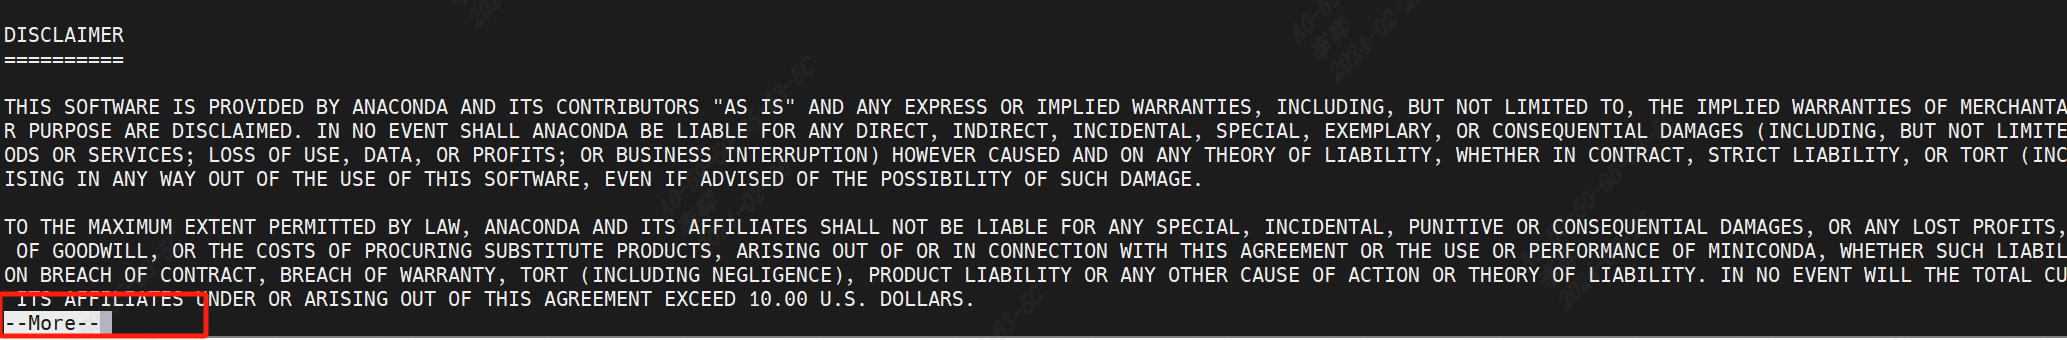 DISCLAIMER
==========
THIS SOFTWARE IS PROVIDED BY ANACONDA AND ITS CONTRIBUTORS "AS IS" AND ANY EXPRESS OR IMPLIED WARRANTIES, INCLUDING, BUT NOT LIMITED TO, THE IMPLIED WARRANTIES OF MERCHANTA
R PURPOSE ARE DISCLAIMED. IN NO EVENT SHALL ANACONDA BE LIABLE FOR ANY DIRECT, INDIRECT, INCIDENTAL, SPECIAL, EXEMPLARY, OR CONSEQUENTIAL DAMAGES (INCLUDING, BUT NOT LIMITE
ODS OR SERVICES; LOSS OF USE, DATA, OR PROFITS; OR BUSINESS INTERRUPTION) HOWEVER CAUSED AND ON ANY THEORY OF LIABILITY, WHETHER IN CONTRACT, STRICT LIABILITY, OR TORT (INC
ISING IN ANY WAY OUT OF THE USE OF THIS SOFTWARE, EVEN IF ADVISED OF THE POSSIBILITY OF SUCH DAMAGE.
TO THE MAXIMUM EXTENT PERMITTED BY LAW, ANACONDA AND ITS AFFILIATES SHALL NOT BE LIABLE FOR ANY SPECIAL, INCIDENTAL, PUNITIVE OR CONSEQUENTIAL DAMAGES, OR ANY LOST PROFITS,
OF GOODWILL, OR THE COSTS OF PROCURING SUBSTITUTE PRODUCTS, ARISING OUT OF OR IN CONNECTION WITH THIS AGREEMENT OR THE USE OR PERFORMANCE OF MINICONDA, WHETHER SUCH LIABIL
ON BREACH OF CONTRACT, BREACH OF WARRANTY, TORT (INCLUDING NEGLIGENCE), PRODUCT LIABILITY OR ANY OTHER CAUSE OF ACTION OR THEORY OF LIABILITY. IN NO EVENT WILL THE TOTAL CU
ITS AFFILIATES UNDER OR ARISING OUT OF THIS AGREEMENT EXCEED 10.00 U.S. DOLLARS.
--More--